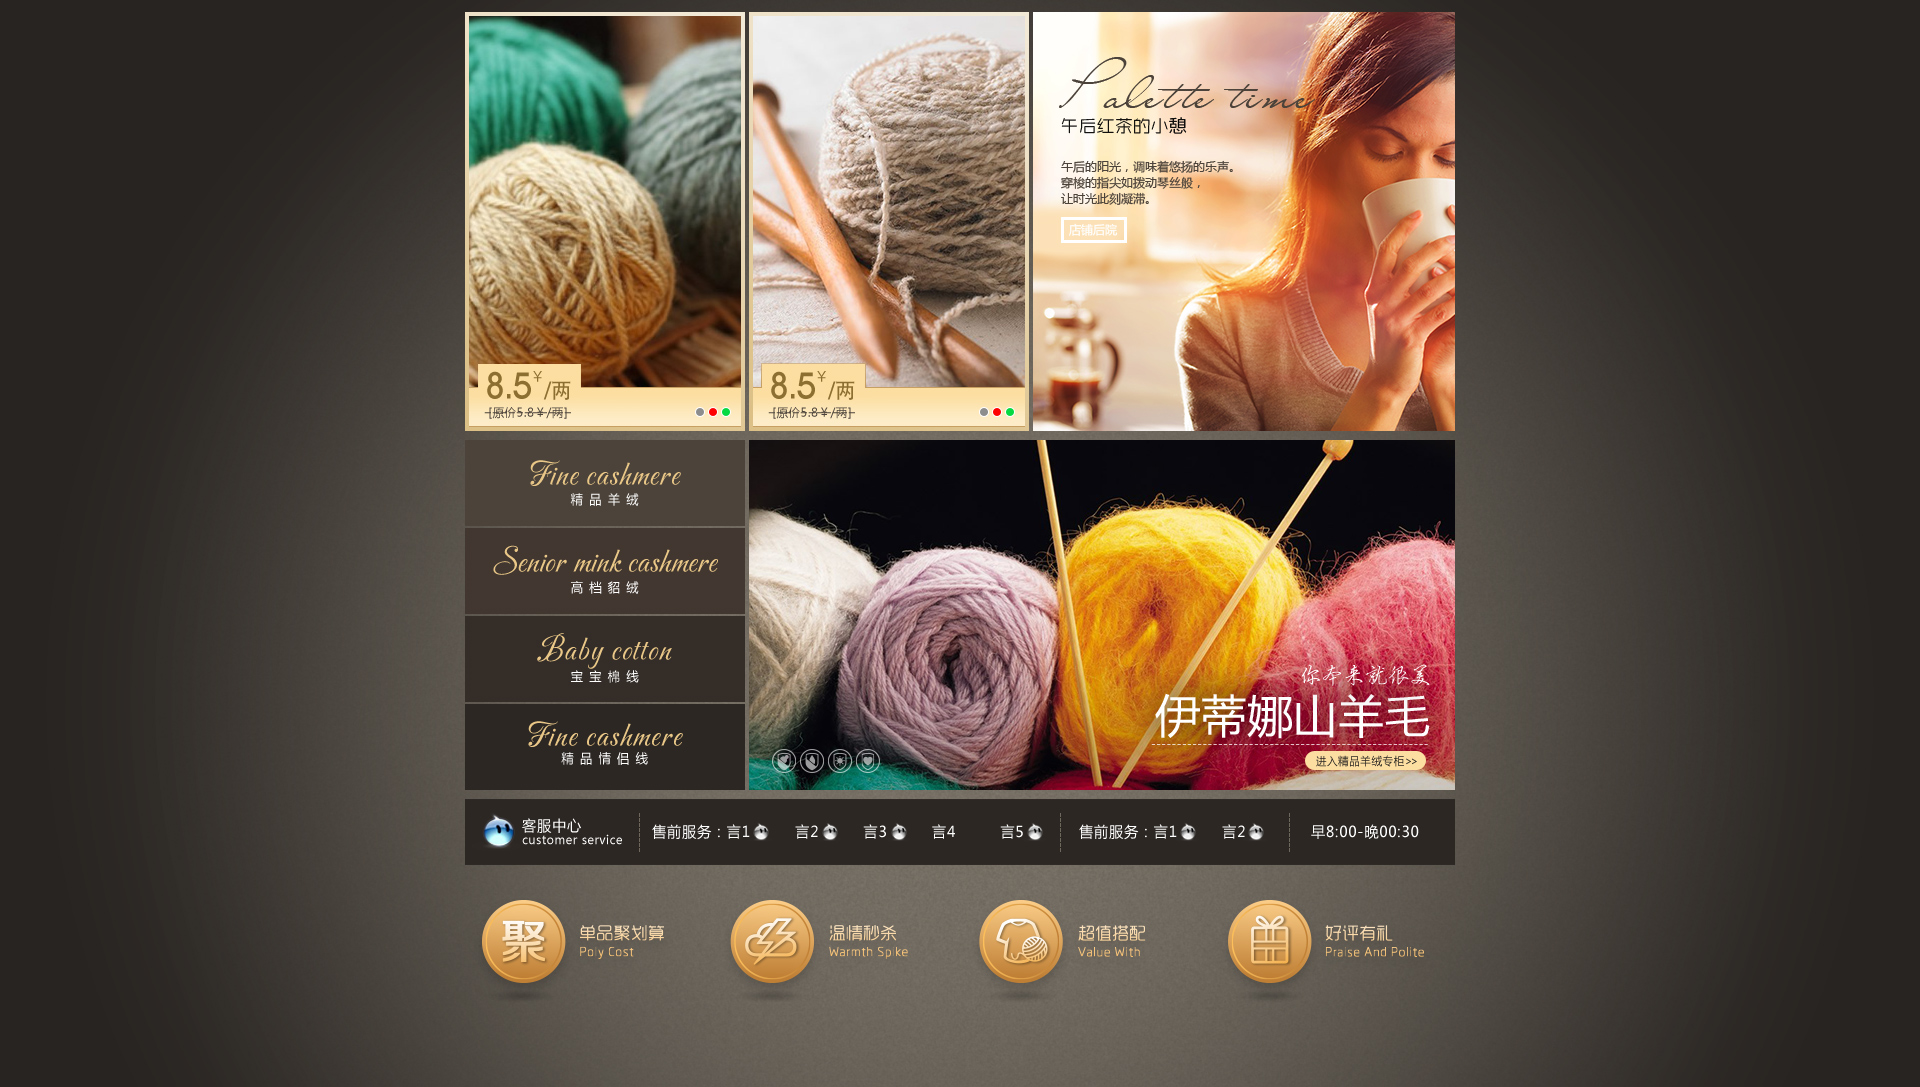 8.5¥/两
[原价5.8¥/两]
8.5¥/两
[原价5.8¥/两]
Palette time
午后红茶的小憩
午后的阳光，调味着悠扬的乐声。
穿梭的指尖如拨动琴丝般，
让时光此刻凝滞。
店铺后院
Fine cashmere
精品羊绒
Senior mink cashmere
高档貂绒
Baby cotton
宝宝棉线
Fine cashmere
精品情侣线
你本来就很美
伊蒂娜山羊毛
进入精品羊绒专柜>>
客服中心
customer service
售前服务：言1 言2 言3 言4 言5
售前服务：言1 言2
早8:00-晚00:30
聚
单品聚划算
Poly Cost
温情秒杀
Warmth Spike
超值搭配
Value With
好评有礼
Praise And Polite